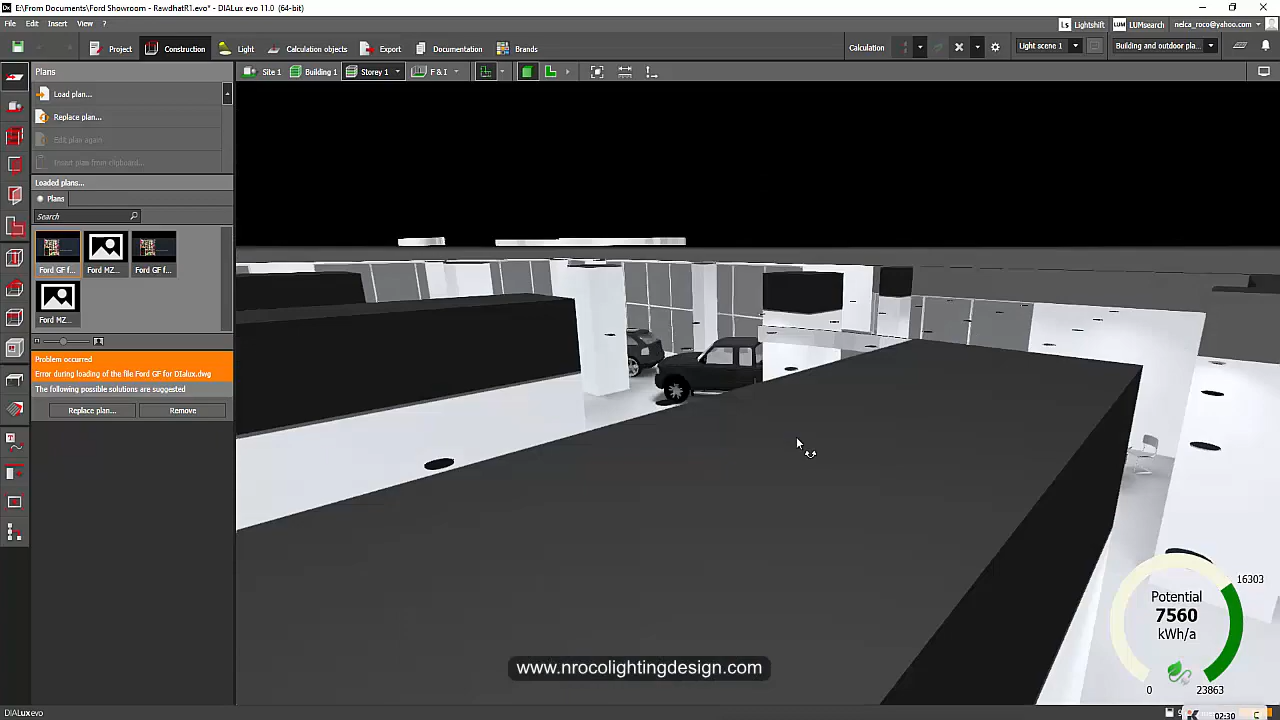 E:\From Documents\Ford Showroom - RawdhatR1.evo* - DIALux evo 11.0 (64-bit)
File Edit Insert View ?
Lightshift LUMsearch nelca_roco@yahoo.com
Project Construction Light Calculation objects Export Documentation Brands Calculation Light scene 1 Building and outdoor pla...
Plans Site 1 Building 1 Storey 1 F & I
Load plan...
Replace plan...
Edit plan again
Insert plan from clipboard...
Loaded plans...
Plans
Search
Ford GF f... Ford MZ... Ford GF f...
Ford MZ...
Problem occurred
Error during loading of the file Ford GF for DIalux.dwg
The following possible solutions are suggested
Replace plan... Remove
16303
Potential
7560
kWh/a
0 23863
www.nrocolightingdesign.com
DIALux evo
02:30